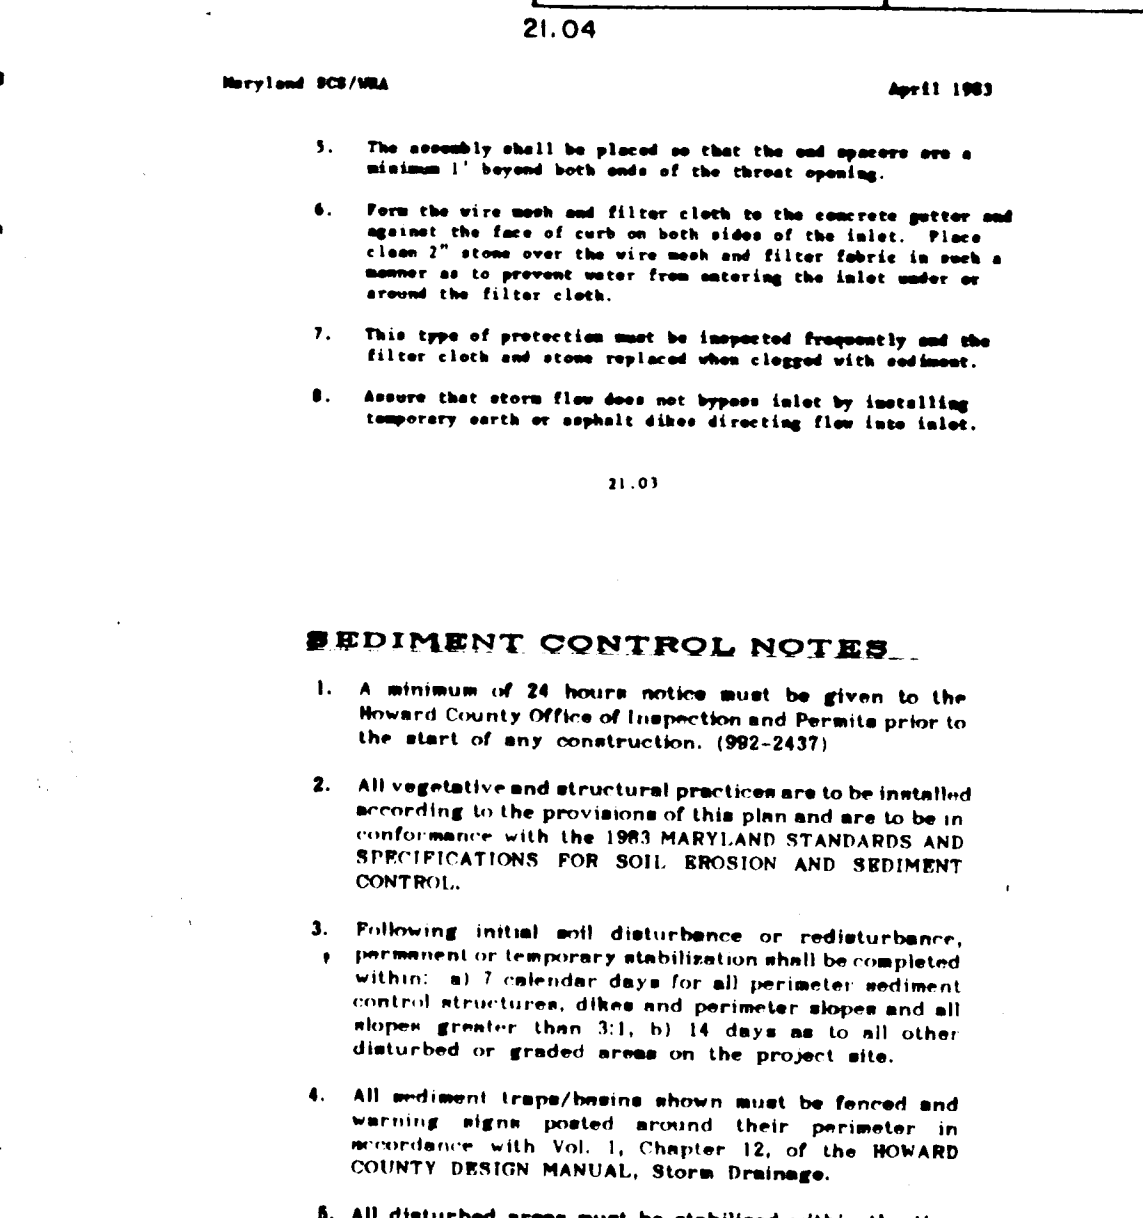 21.04
Maryland SCS/WRA
April 1983
5. The assembly shall be placed so that the end spacers are a
minimum 1' beyond both ends of the throat opening.
6. Form the wire mesh and filter cloth to the concrete gutter and
against the face of curb on both sides of the inlet. Place
clean 2" stone over the wire mesh and filter fabric in such a
manner as to prevent water from entering the inlet under or
around the filter cloth.
7. This type of protection must be inspected frequently and the
filter cloth and stone replaced when clogged with sediment.
8. Assure that storm flow does not bypass inlet by installing
temporary earth or asphalt dikes directing flow into inlet.
21.03
SEDIMENT CONTROL NOTES
1. A minimum of 24 hours notice must be given to the
Howard County Office of Inspection and Permits prior to
the start of any construction. (992-2437)
2. All vegetative and structural practices are to be installed
according to the provisions of this plan and are to be in
conformance with the 1983 MARYLAND STANDARDS AND
SPECIFICATIONS FOR SOIL EROSION AND SEDIMENT
CONTROL.
3. Following initial soil disturbance or redisturbance,
permanent or temporary stabilization shall be completed
within: a) 7 calendar days for all perimeter sediment
control structures, dikes and perimeter slopes and all
slopes greater than 3:1, b) 14 days as to all other
disturbed or graded areas on the project site.
4. All sediment traps/basins shown must be fenced and
warning signs posted around their perimeter in
accordance with Vol. 1, Chapter 12, of the HOWARD
COUNTY DESIGN MANUAL, Storm Drainage.
5. All disturbed areas must be stabilized within the